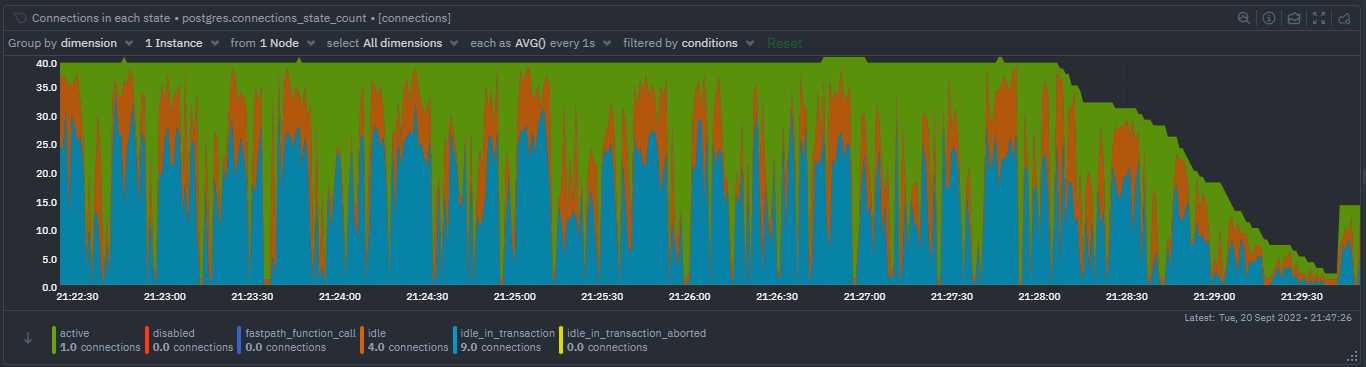 Connections in each state • postgres.connections_state_count • [connections]
Group by dimension 1 Instance from 1 Node select All dimensions each as AVG() every 1s filtered by conditions Reset
40.0
35.0
30.0
25.0
20.0
15.0
10.0
5.0
0.0
21:22:30 21:23:00 21:23:30 21:24:00 21:24:30 21:25:00 21:25:30 21:26:00 21:26:30 21:27:00 21:27:30 21:28:00 21:28:30 21:29:00 21:29:30
Latest: Tue, 20 Sept 2022 • 21:47:26
active disabled fastpath_function_call idle idle_in_transaction idle_in_transaction_aborted
1.0 connections 0.0 connections 0.0 connections 4.0 connections 9.0 connections 0.0 connections